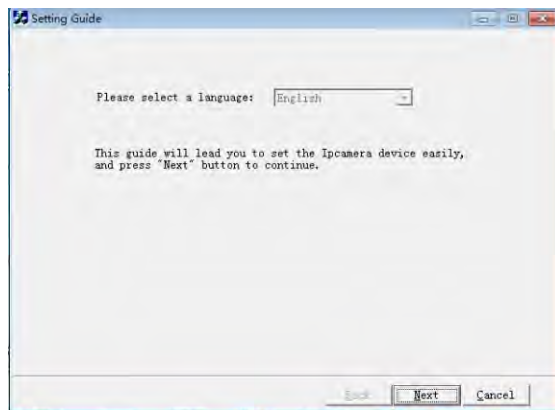 Setting Guide
Please select a language: English
This guide will lead you to set the Ipcamera device easily,
and press "Next" button to continue.
Back Next Cancel